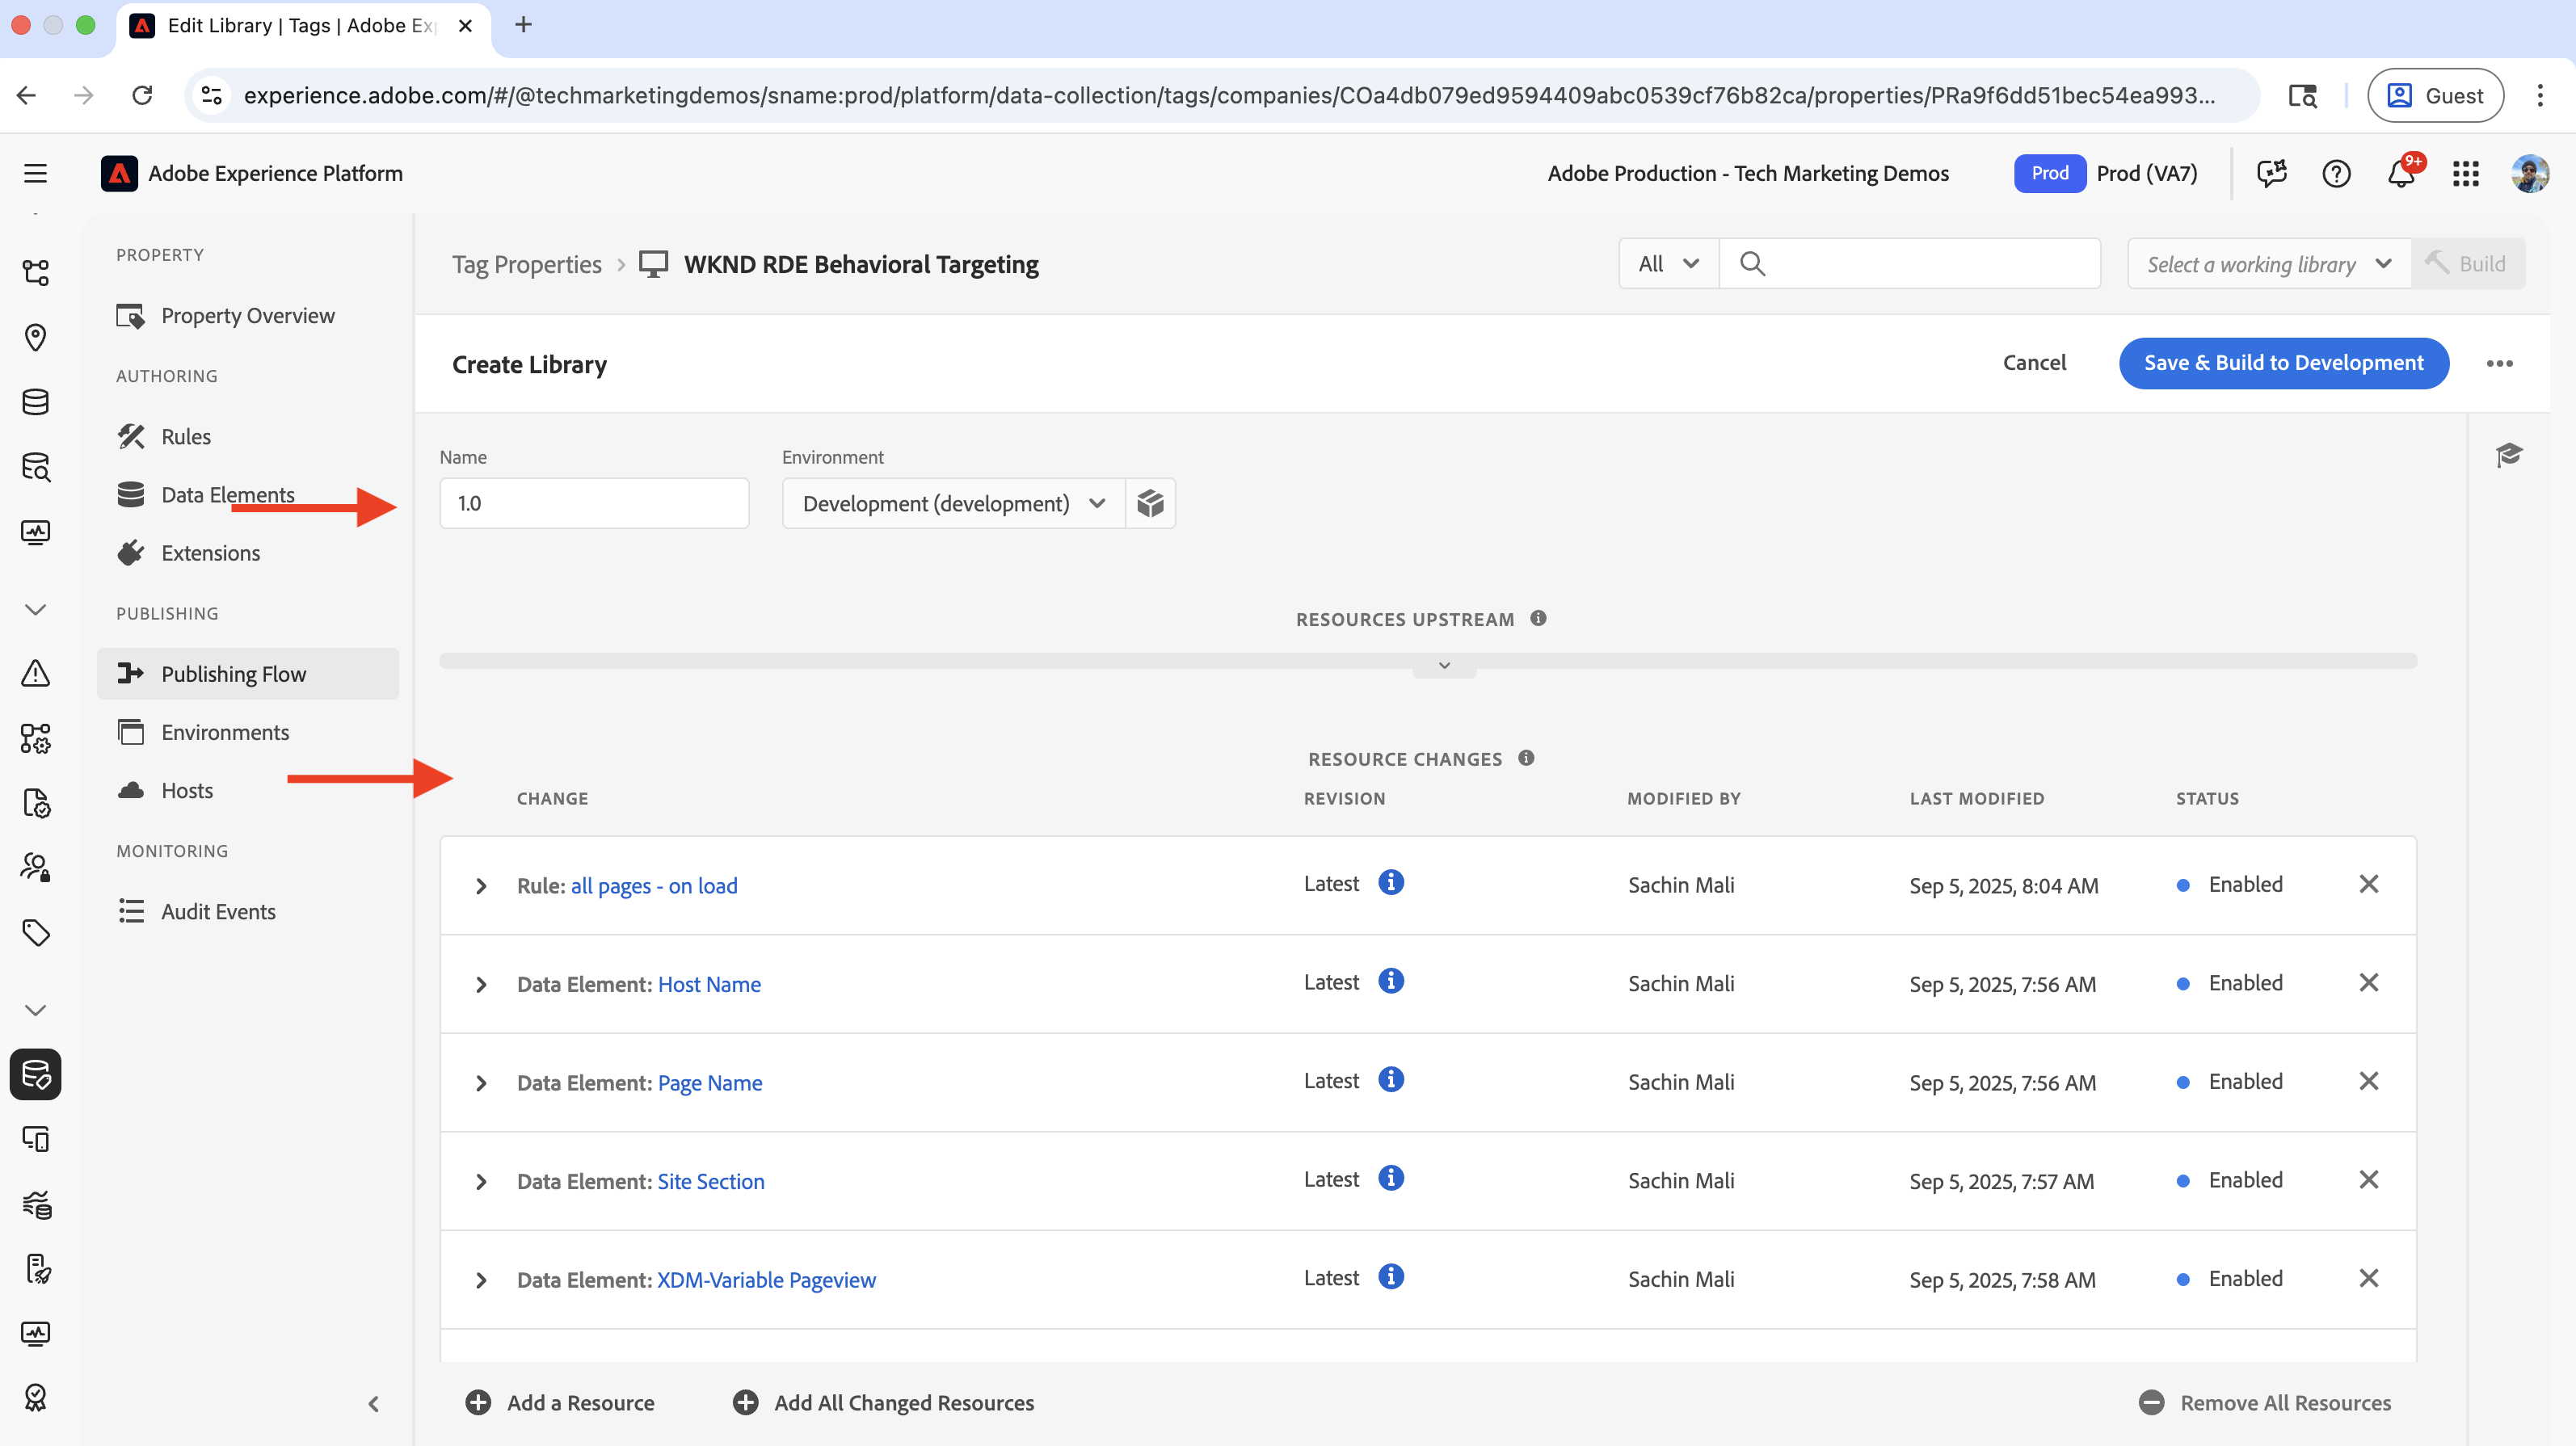 Edit Library | Tags | Adobe Ex
experience.adobe.com/#/@techmarketingdemos/sname:prod/platform/data-collection/tags/companies/COa4db079ed9594409abc0539cf76b82ca/properties/PRa9f6dd51bec54ea993...
Guest
Adobe Experience Platform
Adobe Production - Tech Marketing Demos
Prod
Prod (VA7)
9+
PROPERTY
Property Overview
AUTHORING
Rules
Data Elements
Extensions
PUBLISHING
Publishing Flow
Environments
Hosts
MONITORING
Audit Events
Tag Properties
WKND RDE Behavioral Targeting
All
Select a working library
Build
Create Library
Cancel
Save & Build to Development
Name
Environment
1.0
Development (development)
RESOURCES UPSTREAM
RESOURCE CHANGES
CHANGE REVISION MODIFIED BY LAST MODIFIED STATUS
Rule: all pages - on load Latest Sachin Mali Sep 5, 2025, 8:04 AM Enabled
Data Element: Host Name Latest Sachin Mali Sep 5, 2025, 7:56 AM Enabled
Data Element: Page Name Latest Sachin Mali Sep 5, 2025, 7:56 AM Enabled
Data Element: Site Section Latest Sachin Mali Sep 5, 2025, 7:57 AM Enabled
Data Element: XDM-Variable Pageview Latest Sachin Mali Sep 5, 2025, 7:58 AM Enabled
Add a Resource
Add All Changed Resources
Remove All Resources